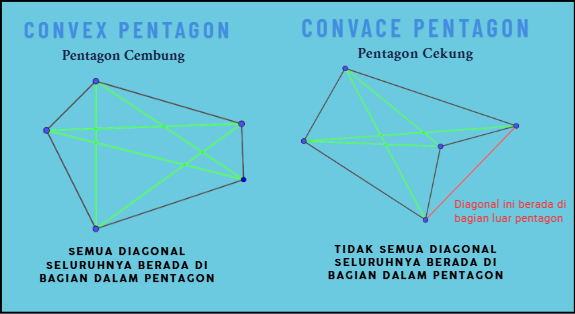 CONVEX PENTAGON
Pentagon Cembung
SEMUA DIAGONAL
SELURUHNYA BERADA DI
BAGIAN DALAM PENTAGON
CONVACE PENTAGON
Pentagon Cekung
Diagonal ini berada di
bagian luar pentagon
TIDAK SEMUA DIAGONAL
SELURUHNYA BERADA DI
BAGIAN DALAM PENTAGON